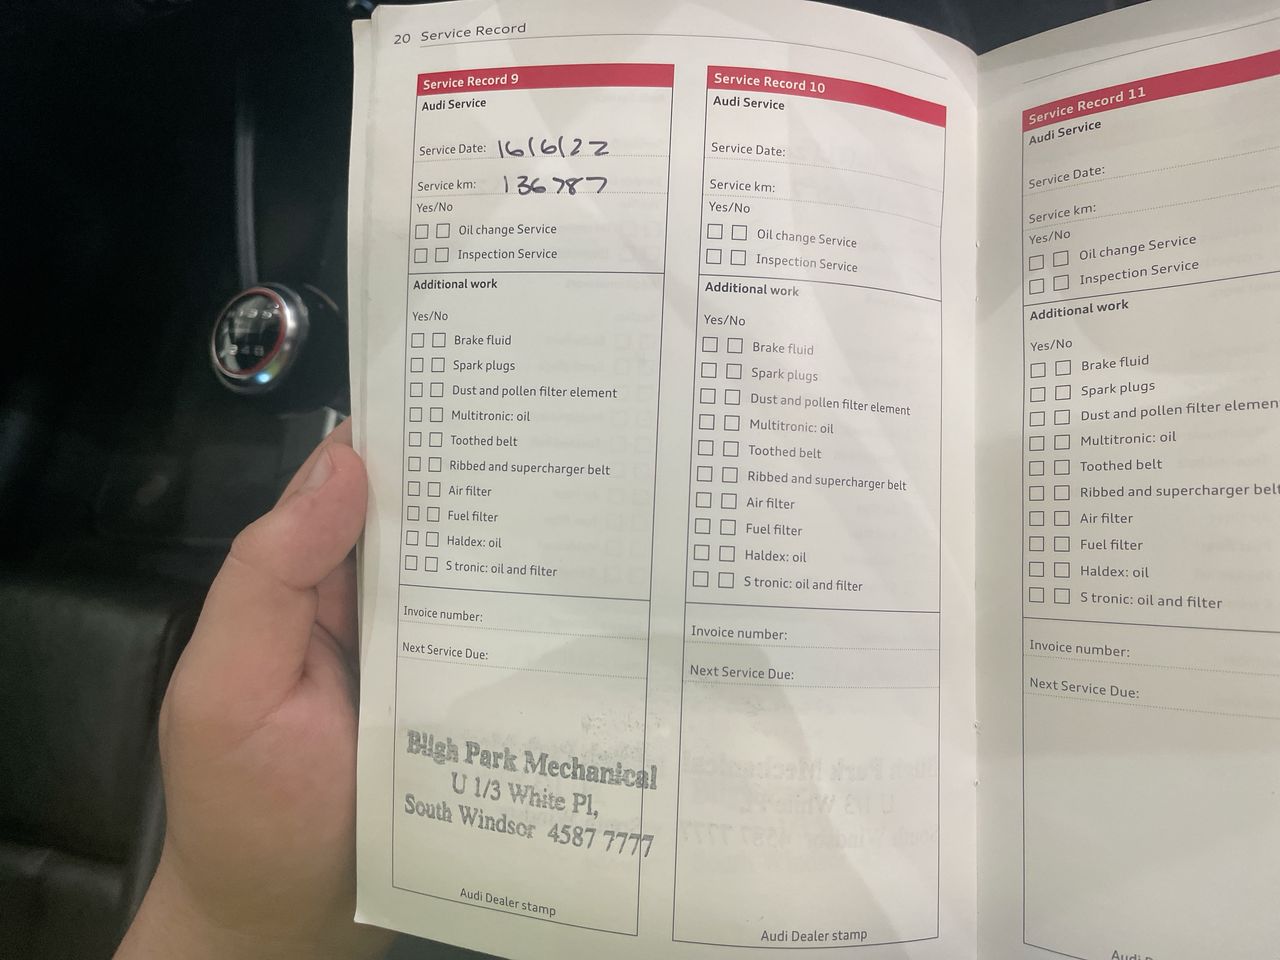 20 Service Record
Service Record 9
Audi Service
Service Date: 16/6/22
Service km: 136787
Yes/No
Oil change Service
Inspection Service
Additional work
Yes/No
Brake fluid
Spark plugs
Dust and pollen filter element
Multitronic: oil
Toothed belt
Ribbed and supercharger belt
Air filter
Fuel filter
Haldex: oil
S tronic: oil and filter
Invoice number:
Next Service Due:
Bligh Park Mechanical
U 1/3 White Pl,
South Windsor 4587 7777
Audi Dealer stamp
Service Record 10
Audi Service
Service Date:
Service km:
Yes/No
Oil change Service
Inspection Service
Additional work
Yes/No
Brake fluid
Spark plugs
Dust and pollen filter element
Multitronic: oil
Toothed belt
Ribbed and supercharger belt
Air filter
Fuel filter
Haldex: oil
S tronic: oil and filter
Invoice number:
Next Service Due:
Audi Dealer stamp
Service Record 11
Audi Service
Service Date:
Service km:
Yes/No
Oil change Service
Inspection Service
Additional work
Yes/No
Brake fluid
Spark plugs
Dust and pollen filter elemen
Multitronic: oil
Toothed belt
Ribbed and supercharger belt
Air filter
Fuel filter
Haldex: oil
S tronic: oil and filter
Invoice number:
Next Service Due: